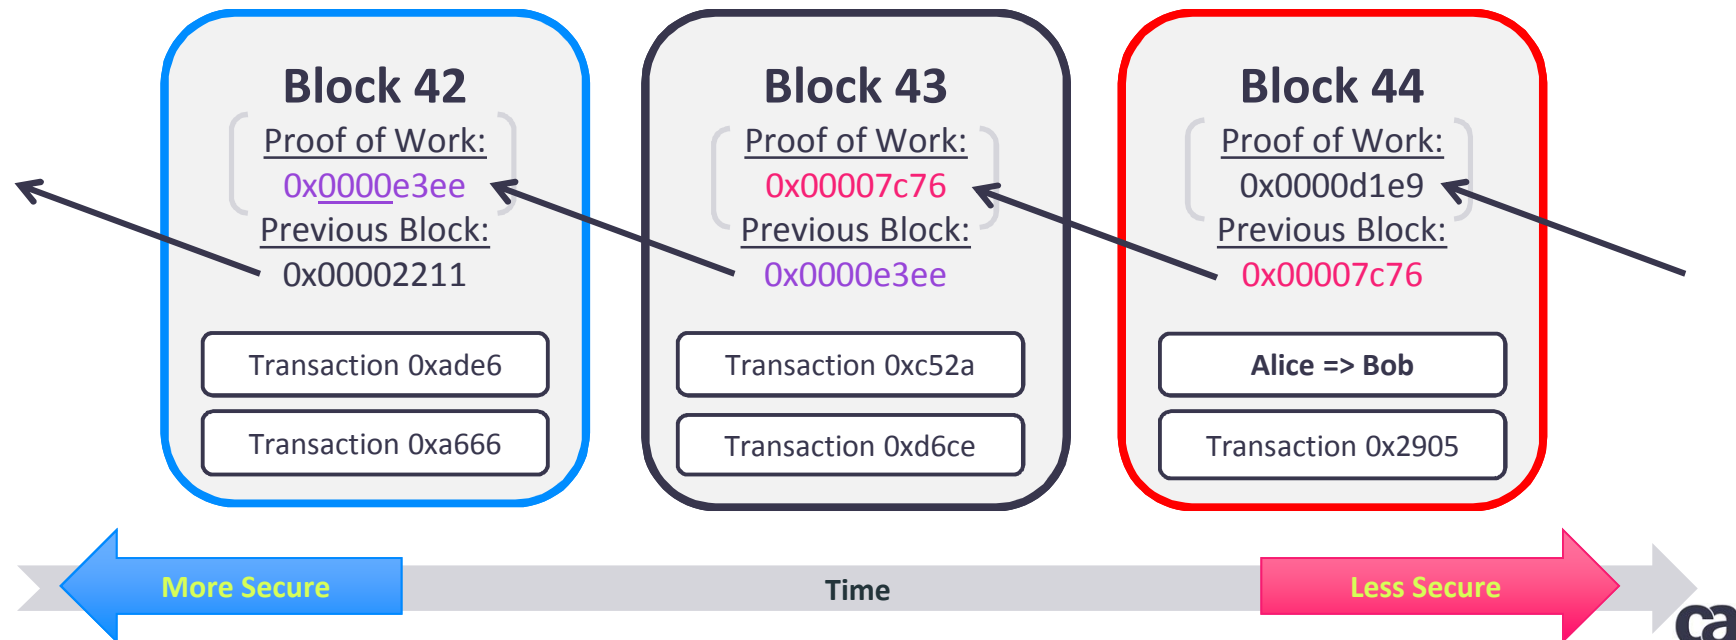 Block 42
Proof of Work:
0x0000e3ee
Previous Block:
0x00002211
Transaction 0xade6
Transaction 0xa666
Block 43
Proof of Work:
0x00007c76
Previous Block:
0x0000e3ee
Transaction 0xc52a
Transaction 0xd6ce
Block 44
Proof of Work:
0x0000d1e9
Previous Block:
0x00007c76
Alice => Bob
Transaction 0x2905
More Secure
Time
Less Secure
ca